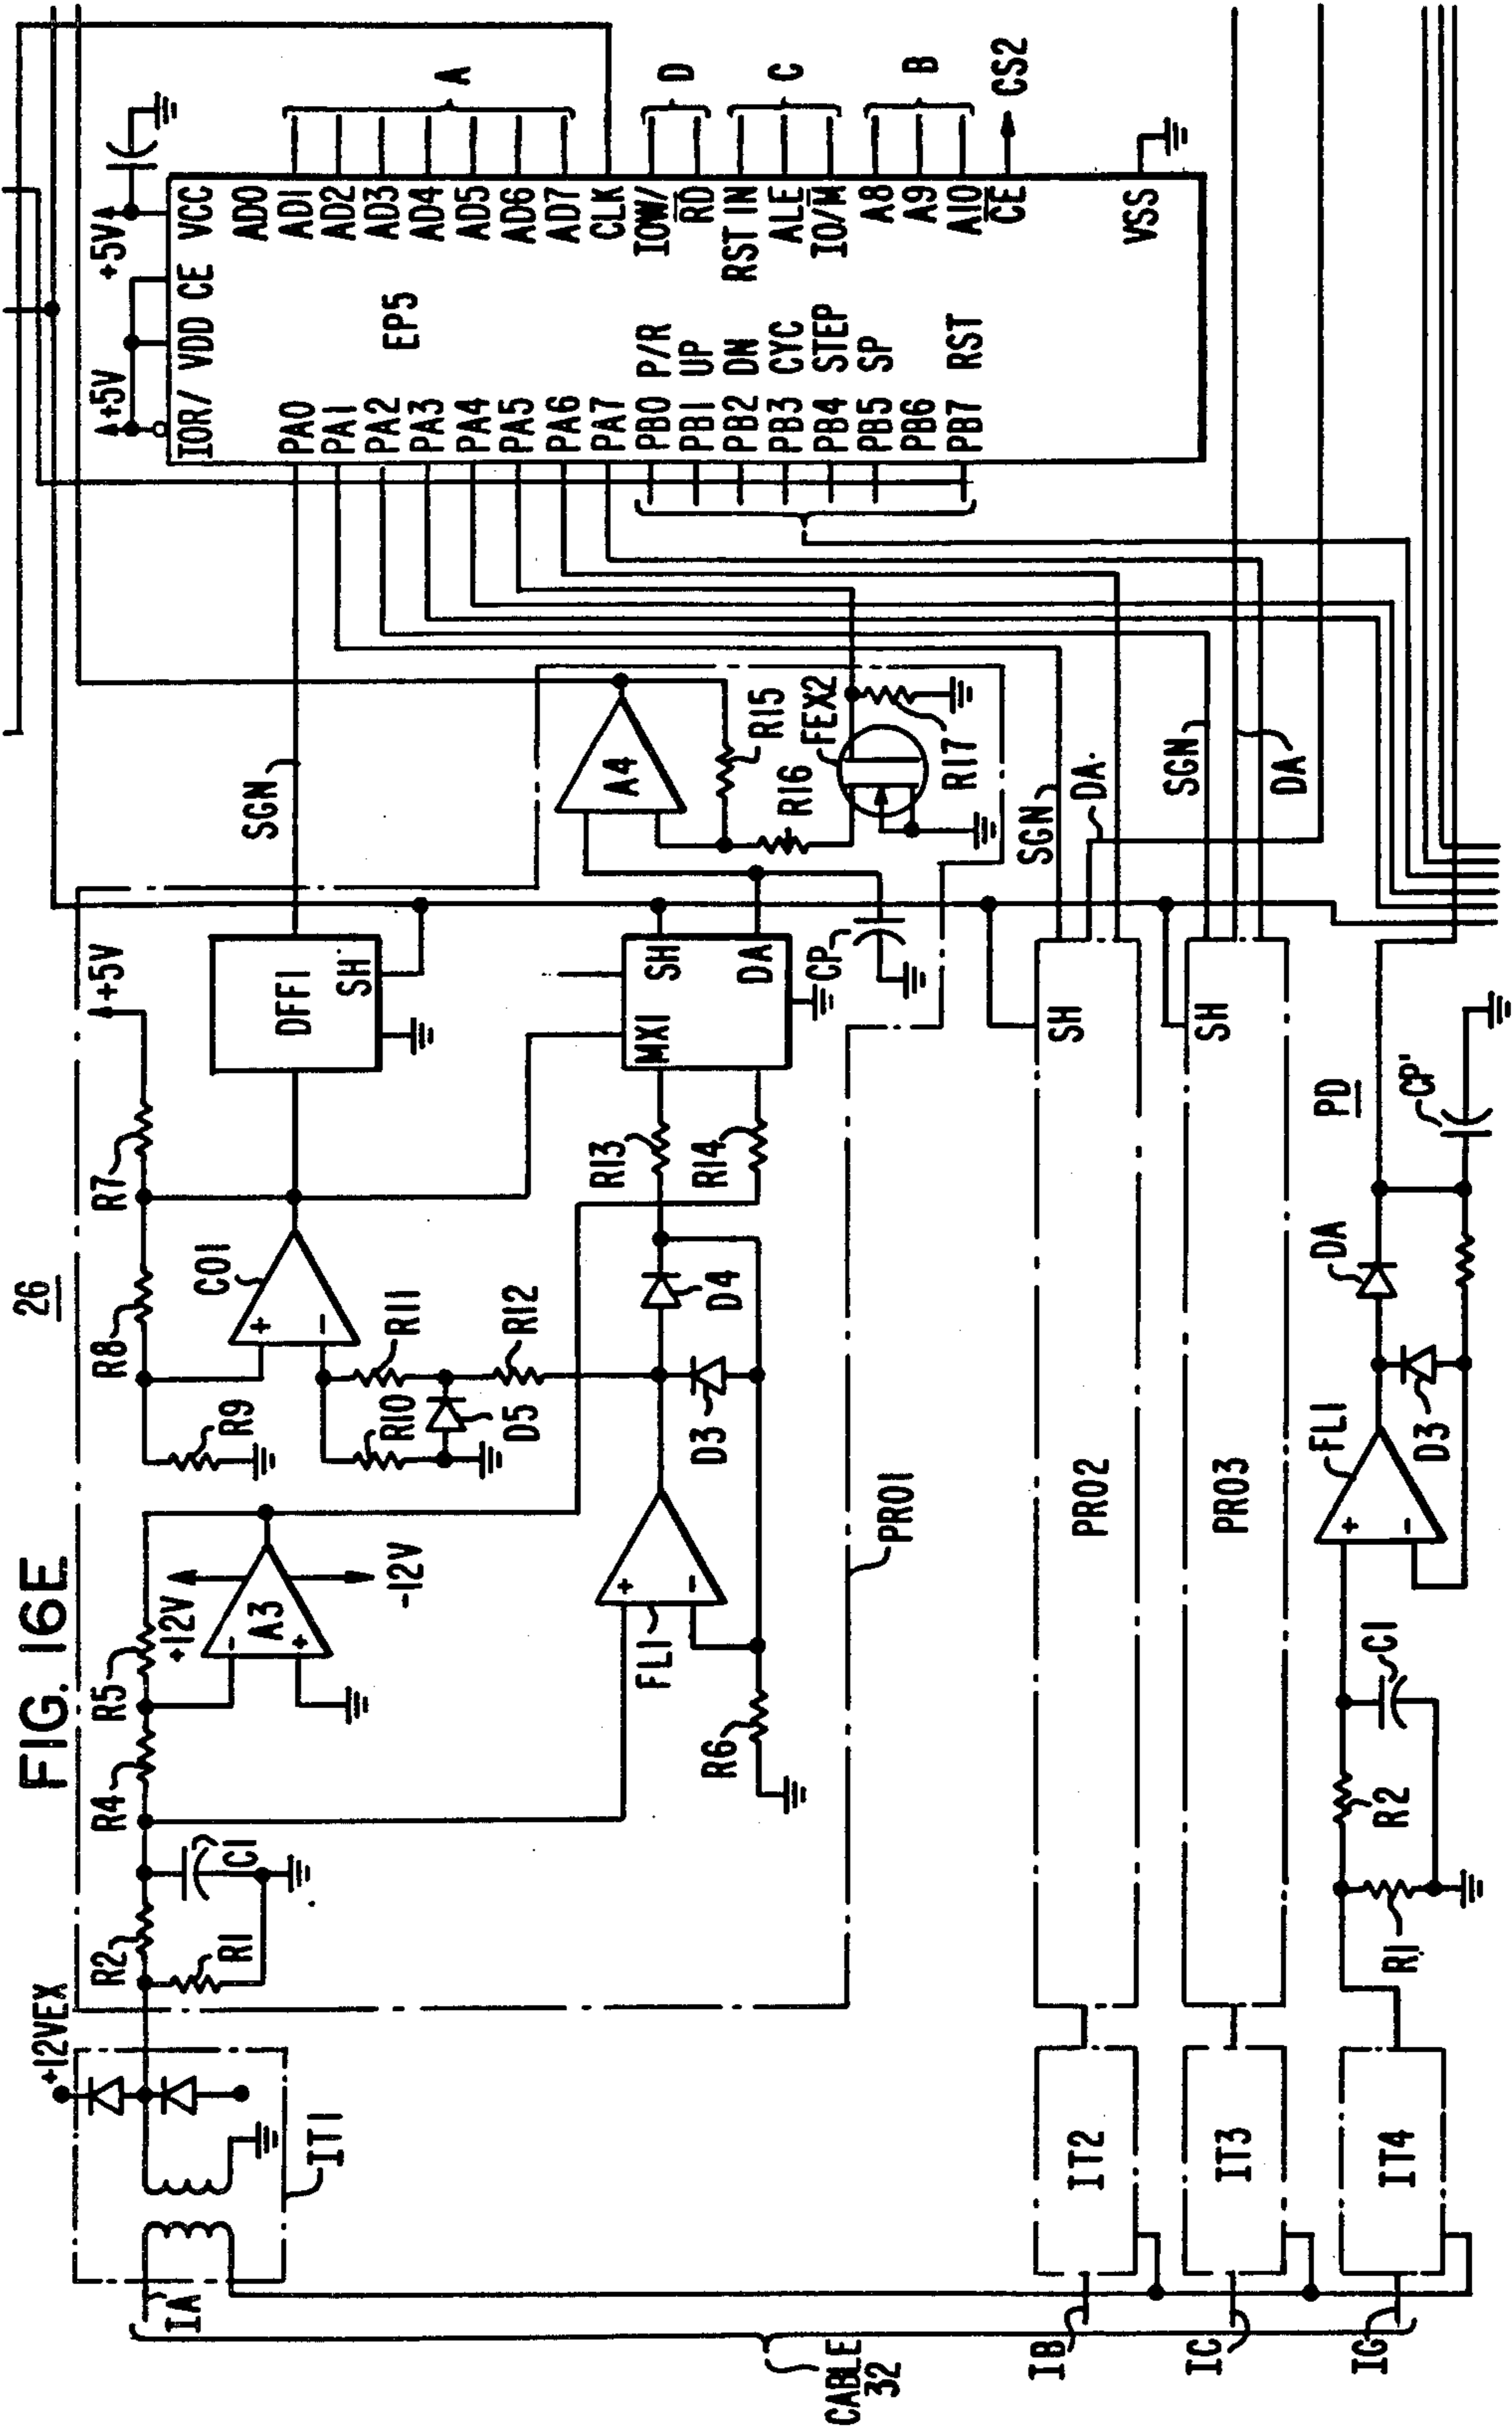 FIG. 16E
26
+12VEX
IT1
IA
CABLE
32
IB
IC
IG
IT2
IT3
IT4
R2
R1
C1
R4
R5
+12V
A3
-12V
R6
FL1
PRO1
R9
R8
R7
+5V
CO1
R10
R11
D5
R12
D3
D4
R13
R14
DFF1
SH
MX1
SH
DA
CP
SGN
A4
R15
R16
FEX2
R17
SGN
DA
SGN
DA
PRO2
SH
PRO3
SH
R1
R2
C1
FL1
D3
DA
PD
CP'
+5V
+5V
IOR/ VDD CE VCC
EP5
PA0
PA1
PA2
PA3
PA4
PA5
PA6
PA7
PB0 P/R
PB1 UP
PB2 DN
PB3 CYC
PB4 STEP
PB5 SP
PB6
PB7 RST
AD0
AD1
AD2
AD3
AD4
AD5
AD6
AD7
CLK
IOW/
RD
RST IN
ALE
IO/M
A8
A9
A10
CE
VSS
A
D
C
B
CS2